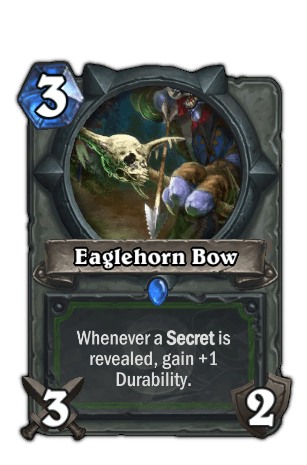 3
Eaglehorn Bow
Whenever a Secret is
revealed, gain +1
Durability.
3
2